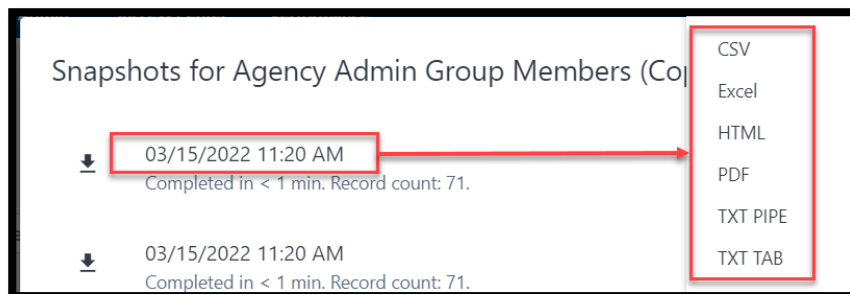 Snapshots for Agency Admin Group Members
03/15/2022 11:20 AM
Completed in < 1 min. Record count: 71.
03/15/2022 11:20 AM
Completed in < 1 min. Record count: 71.
CSV
Excel
HTML
PDF
TXT PIPE
TXT TAB